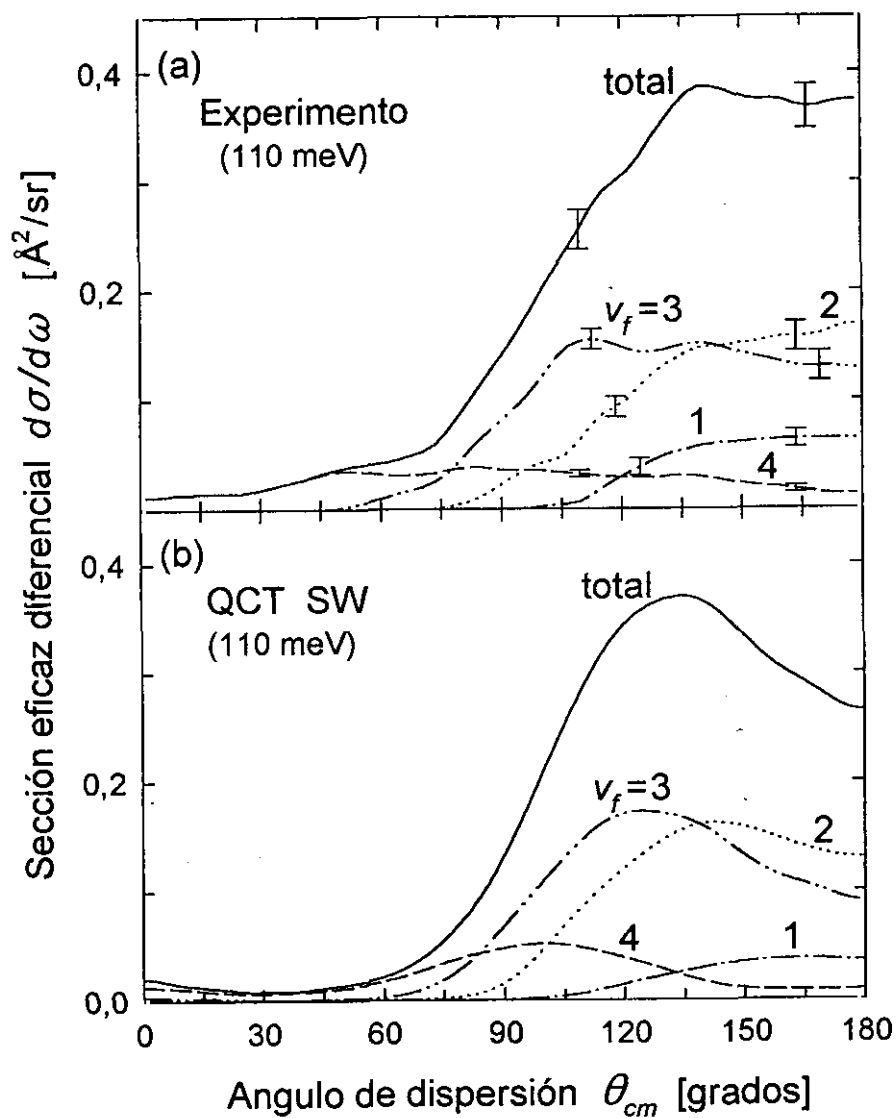 (a)
Experimento
(110 meV)
total
0,4
0,2
v_f=3
2
1
4
Sección eficaz diferencial dσ/dω [Å²/sr]
(b)
QCT SW
(110 meV)
total
0,4
0,2
0,0
v_f=3
2
4
1
0 30 60 90 120 150 180
Angulo de dispersión θ_cm [grados]